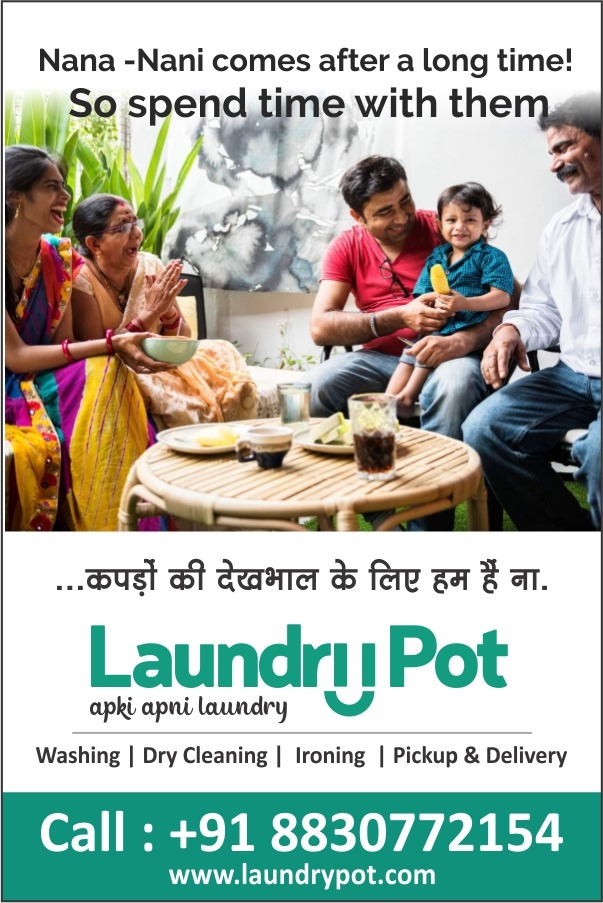 Nana -Nani comes after a long time!
So spend time with them
...कपड़ों की देखभाल के लिए हम हैं ना.
Laundry Pot
apki apni laundry
Washing | Dry Cleaning | Ironing | Pickup & Delivery
Call : +91 8830772154
www.laundrypot.com